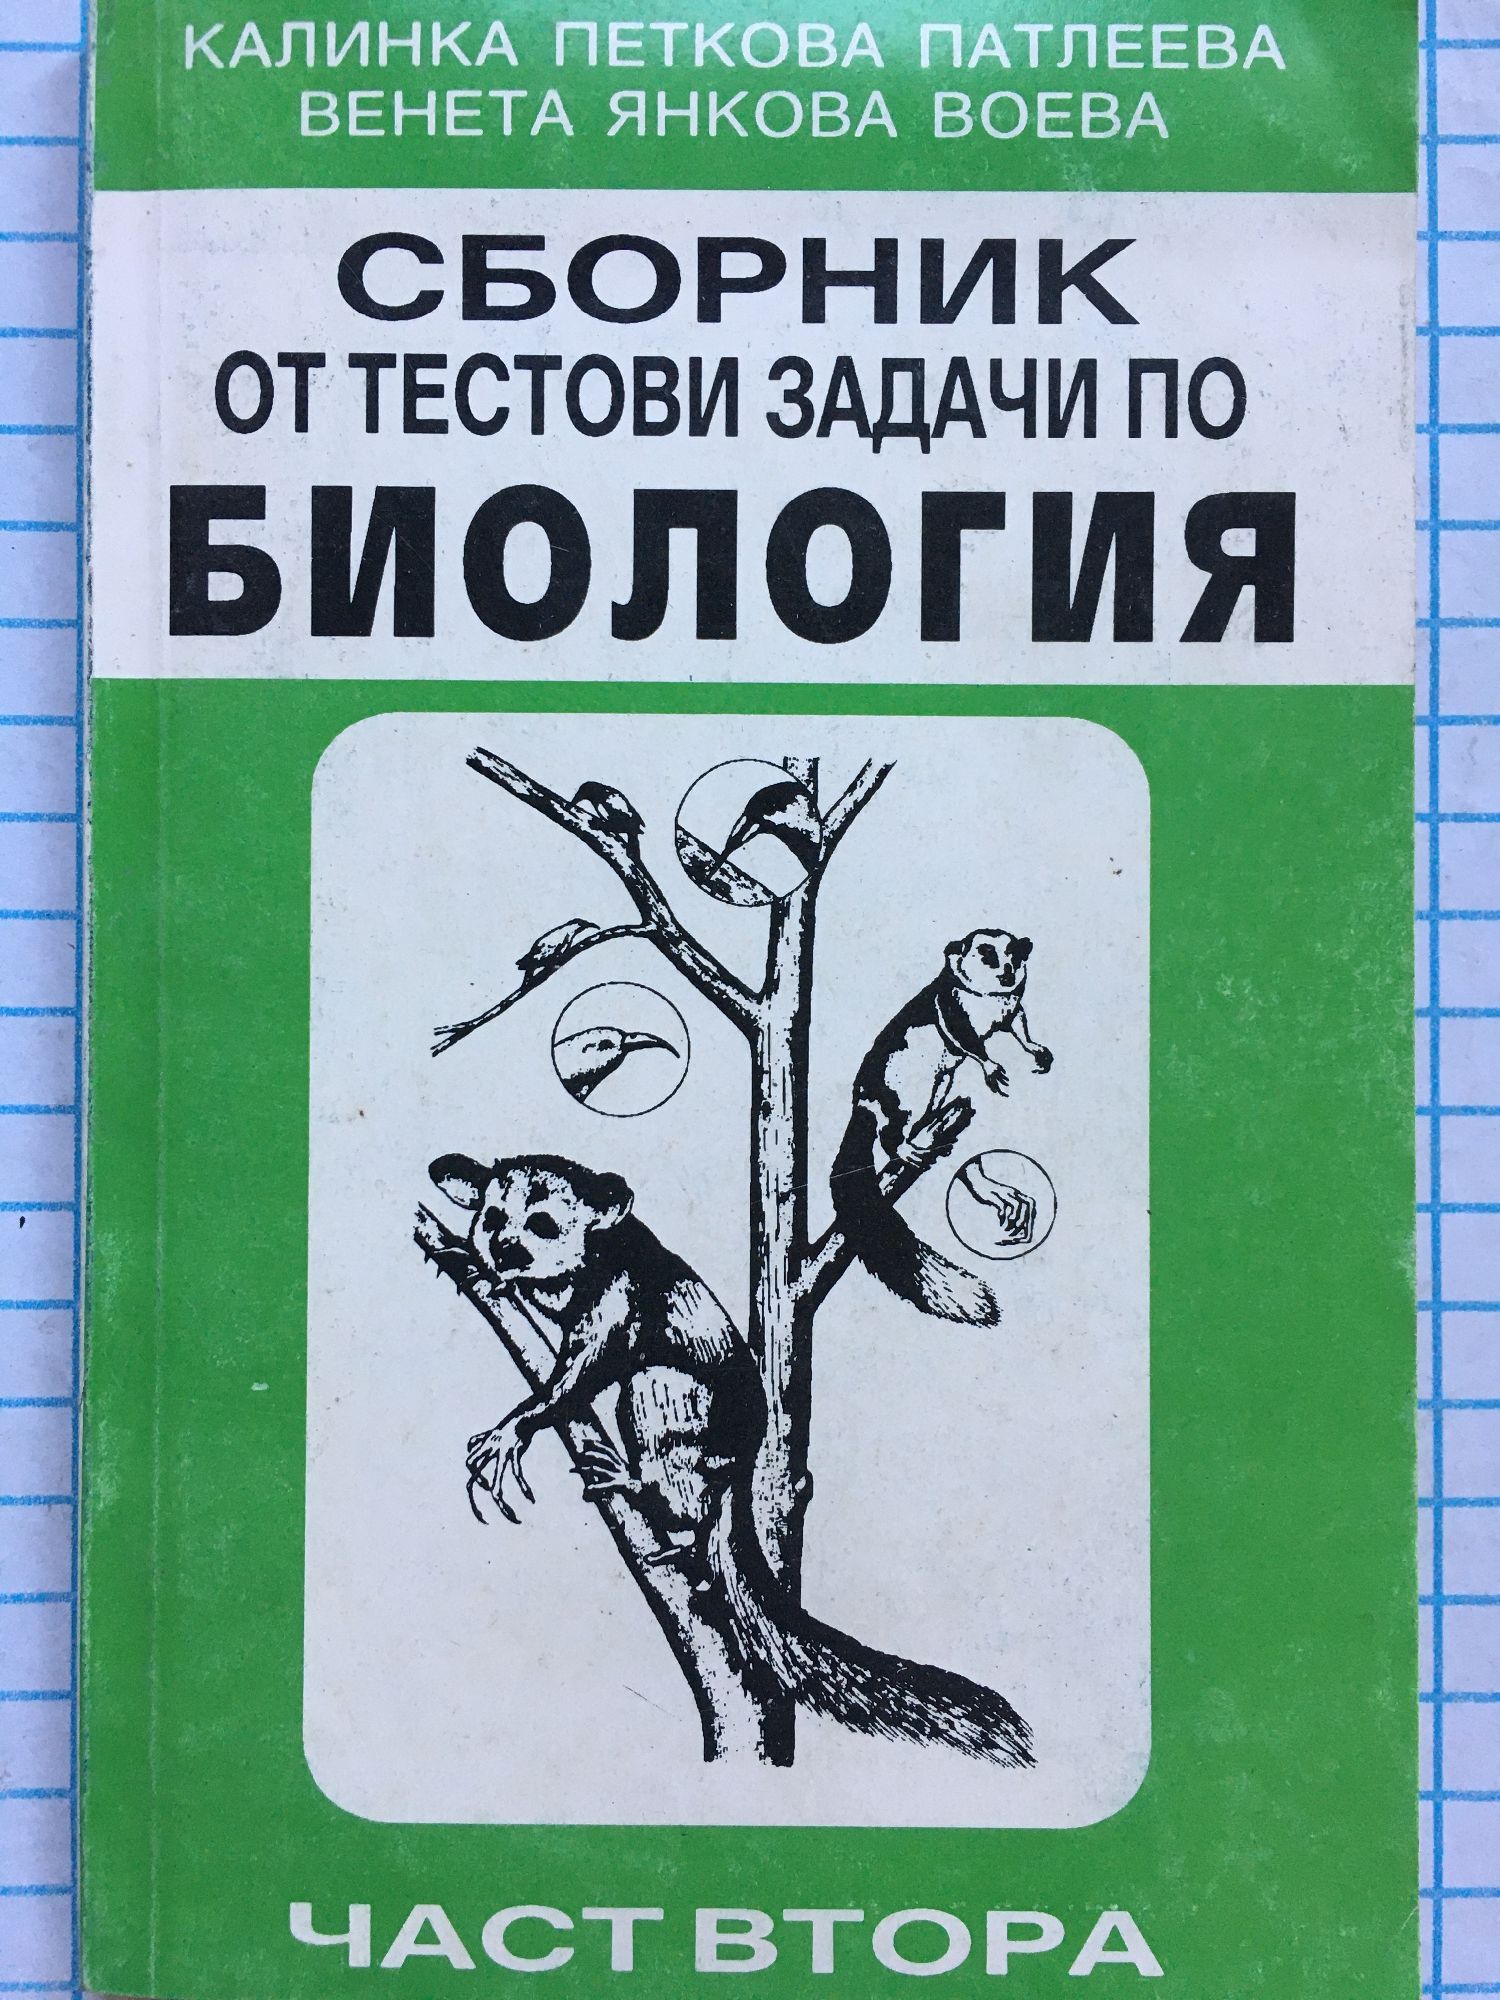 КАЛИНКА ПЕТКОВА ПАТЛЕЕВА
ВЕНЕТА ЯНКОВА ВОЕВА
СБОРНИК
ОТ ТЕСТОВИ ЗАДАЧИ ПО
БИОЛОГИЯ
ЧАСТ ВТОРА